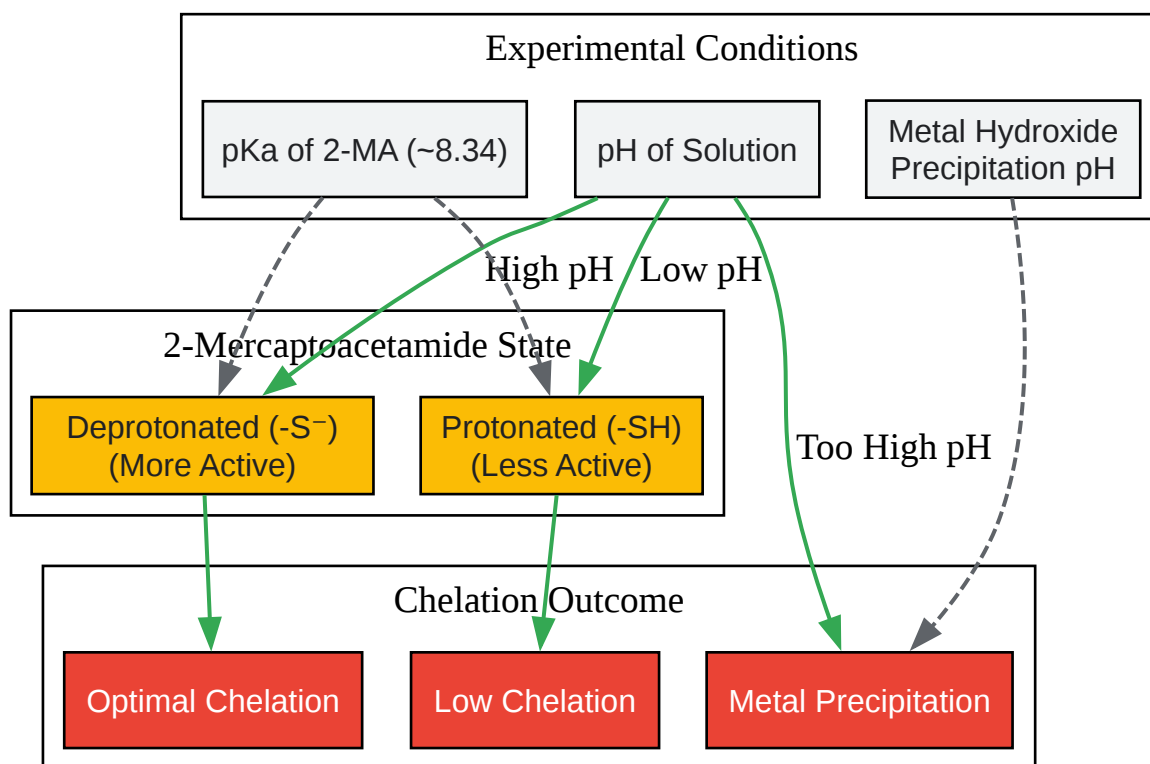 Experimental Conditions
pKa of 2-MA (~8.34)
pH of Solution
Metal Hydroxide
Precipitation pH
High pH
Low pH
2-Mercaptoacetamide State
Deprotonated (-S⁻)
(More Active)
Protonated (-SH)
(Less Active)
Too High pH
Chelation Outcome
Optimal Chelation
Low Chelation
Metal Precipitation